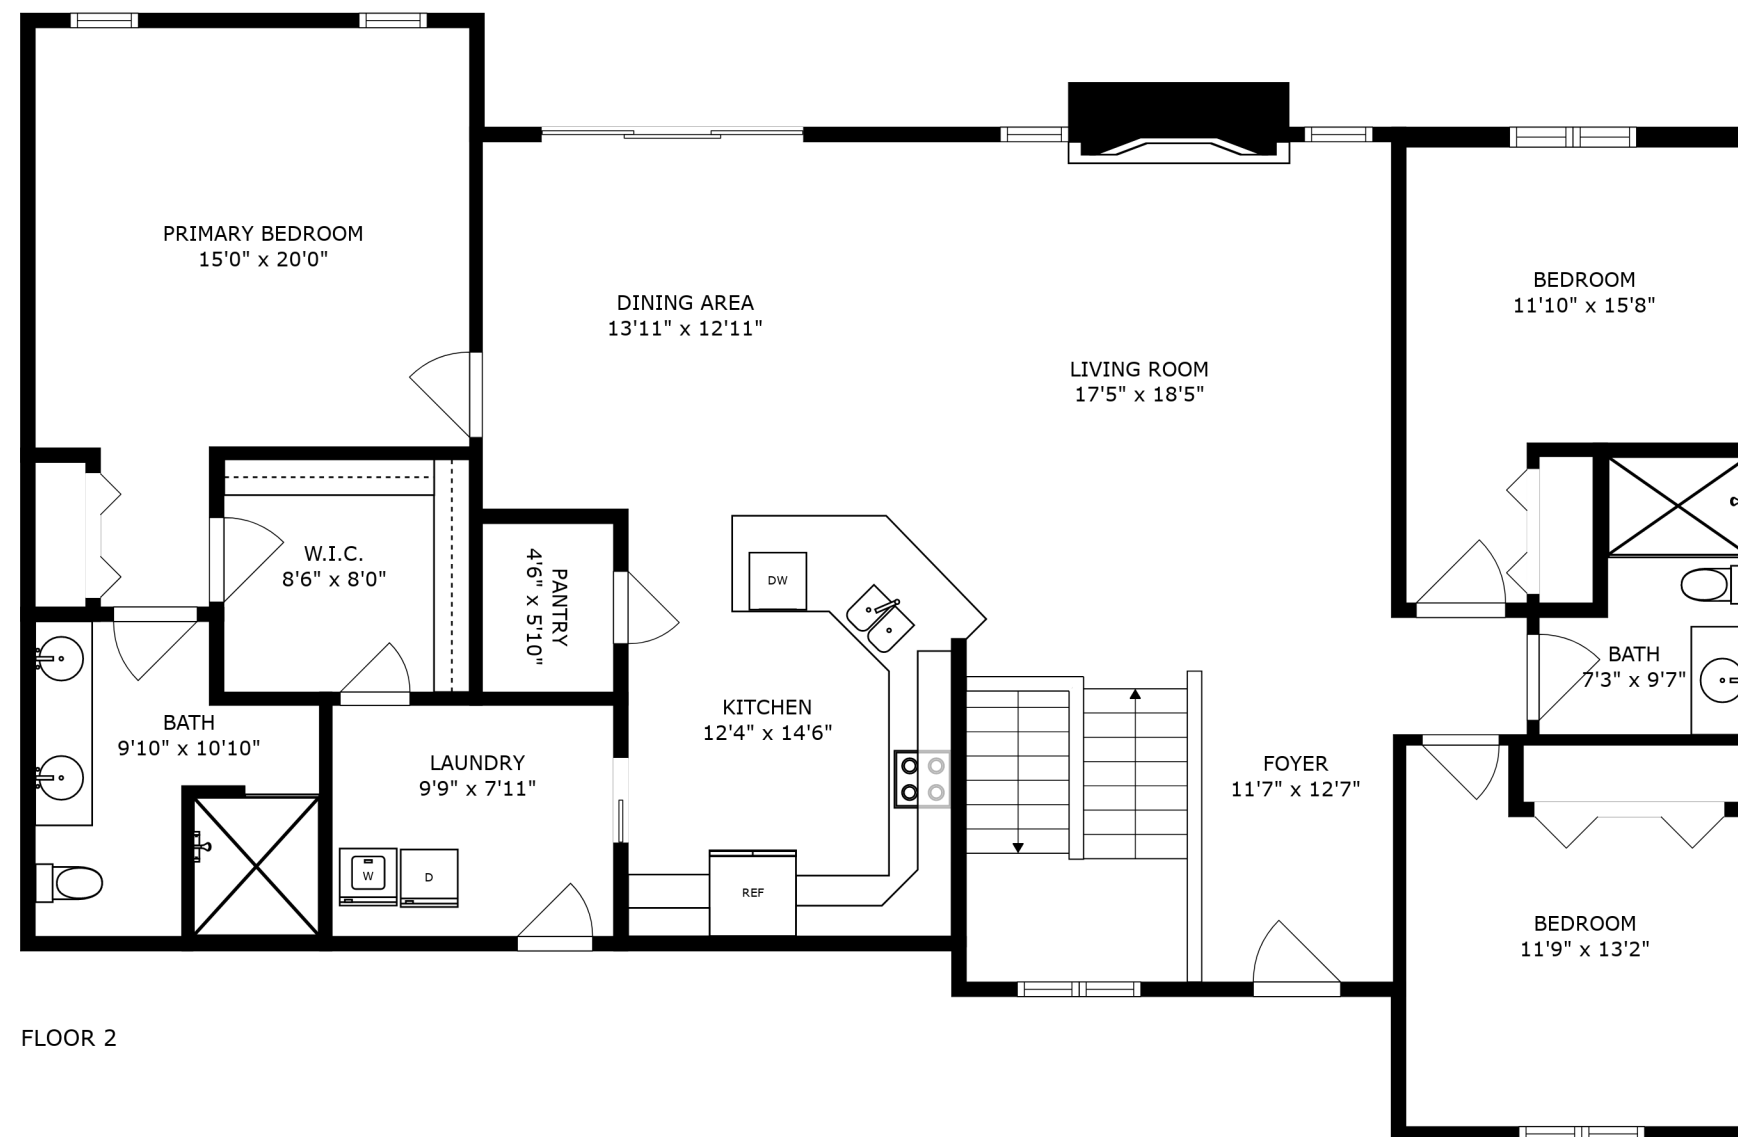 PRIMARY BEDROOM
15'0" x 20'0"
DINING AREA
13'11" x 12'11"
LIVING ROOM
17'5" x 18'5"
BEDROOM
11'10" x 15'8"
W.I.C.
8'6" x 8'0"
PANTRY
4'6" x 5'10"
DW
KITCHEN
12'4" x 14'6"
BATH
9'10" x 10'10"
LAUNDRY
9'9" x 7'11"
W
D
REF
FOYER
11'7" x 12'7"
BATH
7'3" x 9'7"
BEDROOM
11'9" x 13'2"
FLOOR 2